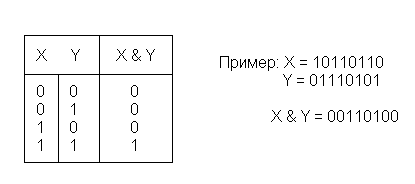 X Y X & Y
0 0 0
0 1 0
1 0 0
1 1 1
Пример: X = 10110110
Y = 01110101
X & Y = 00110100